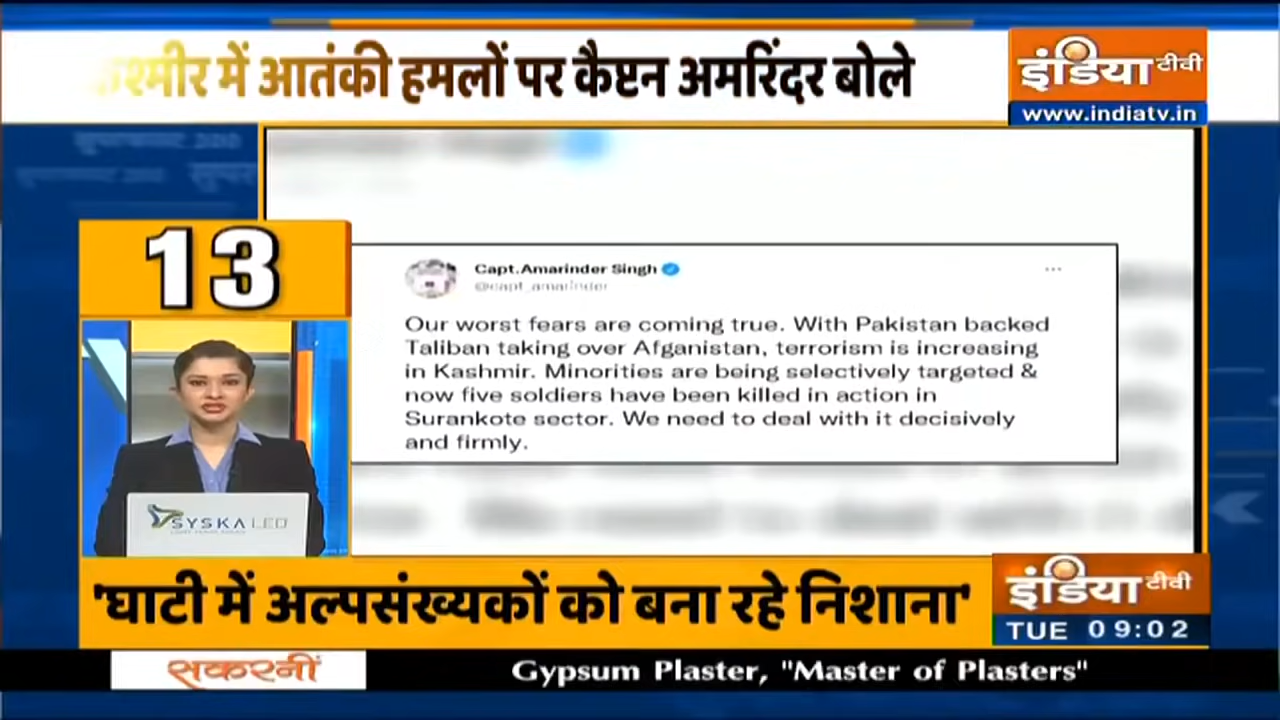 कश्मीर में आतंकी हमलों पर कैप्टन अमरिंदर बोले
इंडिया टीवी
www.indiatv.in
13
Capt.Amarinder Singh
@capt_amarinder
Our worst fears are coming true. With Pakistan backed
Taliban taking over Afganistan, terrorism is increasing
in Kashmir. Minorities are being selectively targeted &
now five soldiers have been killed in action in
Surankote sector. We need to deal with it decisively
and firmly.
SYSKA LED
'घाटी में अल्पसंख्यकों को बना रहे निशाना'
इंडिया टीवी
TUE 09:02
सकरनी
Gypsum Plaster, "Master of Plasters"